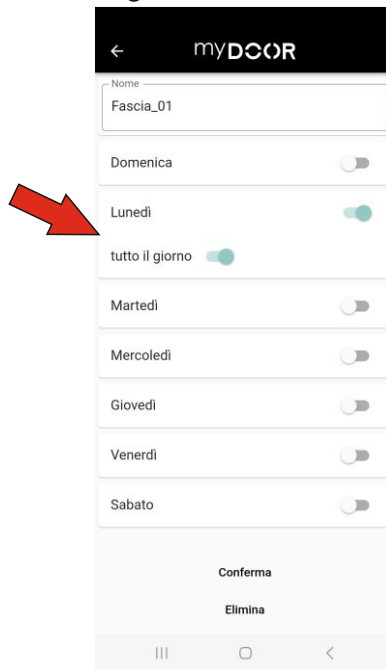 myDOOR
Nome
Fascia_01
Domenica
Lunedì
tutto il giorno
Martedì
Mercoledì
Giovedì
Venerdì
Sabato
Conferma
Elimina